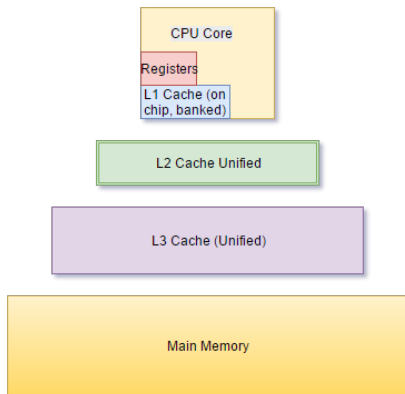 CPU Core
Registers
L1 Cache (on
chip, banked)
L2 Cache Unified
L3 Cache (Unified)
Main Memory